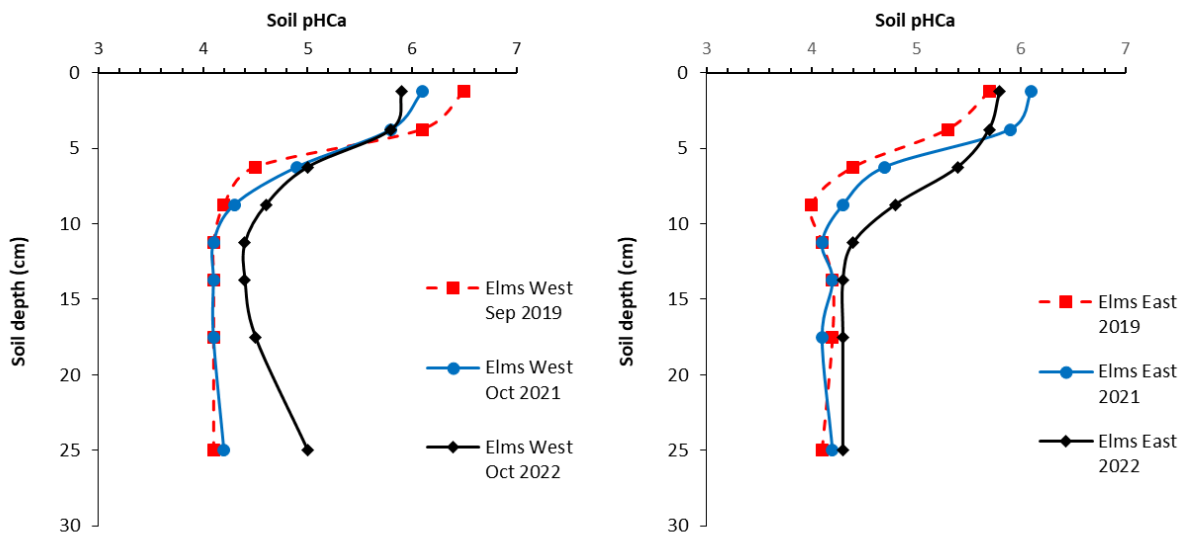 Soil pHCa
3 4 5 6 7
0
5
10
15
20
25
30
Soil depth (cm)
Elms West
Sep 2019
Elms West
Oct 2021
Elms West
Oct 2022
Soil pHCa
3 4 5 6 7
0
5
10
15
20
25
30
Soil depth (cm)
Elms East
2019
Elms East
2021
Elms East
2022